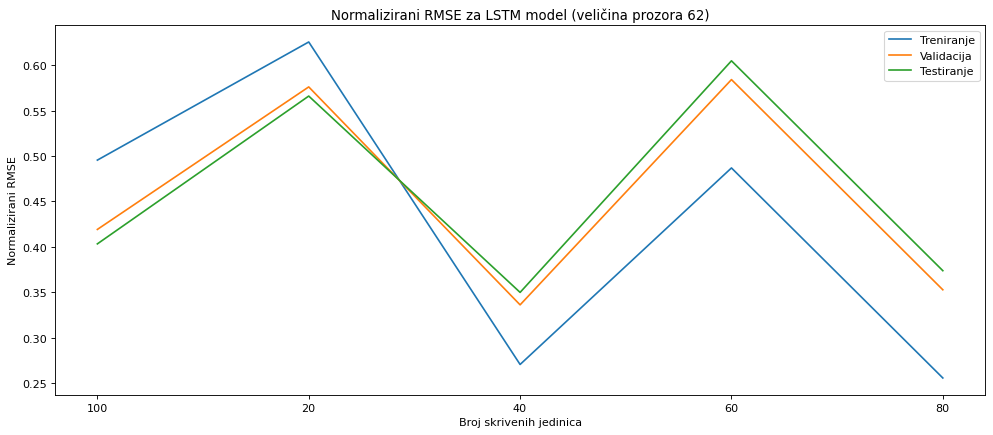 Normalizirani RMSE za LSTM model (veličina prozora 62)
Treniranje
Validacija
Testiranje
Normalizirani RMSE
0.60
0.55
0.50
0.45
0.40
0.35
0.30
0.25
100 20 40 60 80
Broj skrivenih jedinica